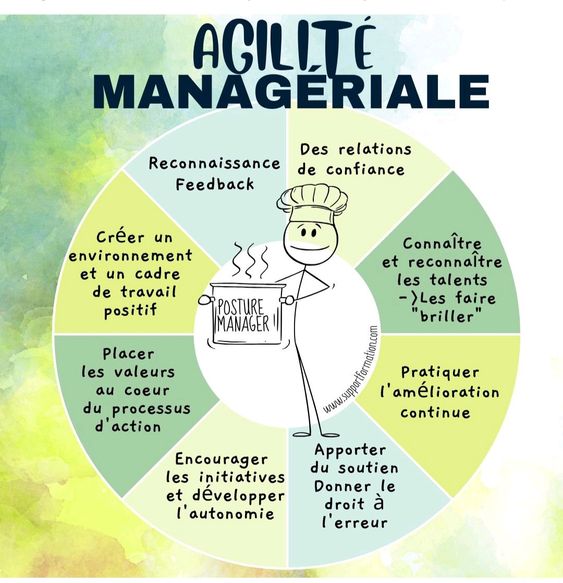 AGILITÉ
MANAGÉRIALE
Des relations
de confiance
Connaître
et reconnaître
les talents
->Les faire
"briller"
Pratiquer
l'amélioration
continue
Apporter
du soutien
Donner le
droit à
l'erreur
Encourager
les initiatives
et développer
l'autonomie
Placer
les valeurs
au coeur
du processus
d'action
Créer un
environnement
et un cadre
de travail
positif
Reconnaissance
Feedback
POSTURE
MANAGER
www.supportformation.com